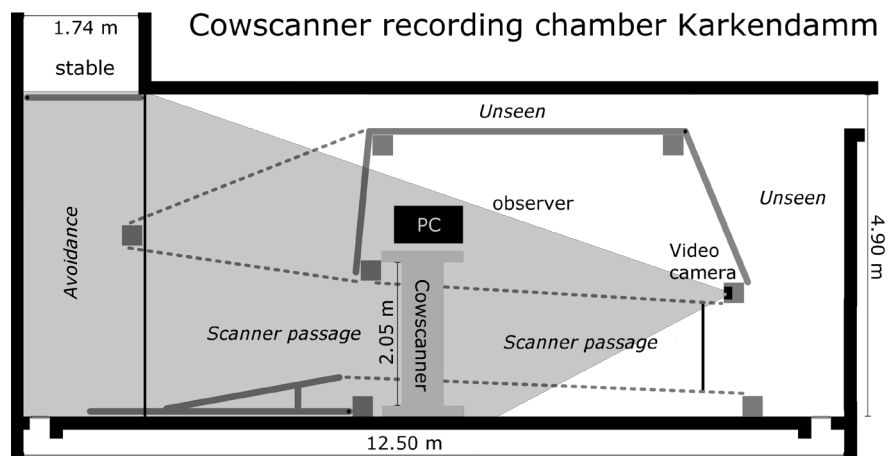 Cowscanner recording chamber Karkendamm
1.74 m
stable
Unseen
Unseen
observer
PC
Avoidance
Video
camera
4.90 m
Scanner passage
2.05 m
Cowscanner
Scanner passage
12.50 m